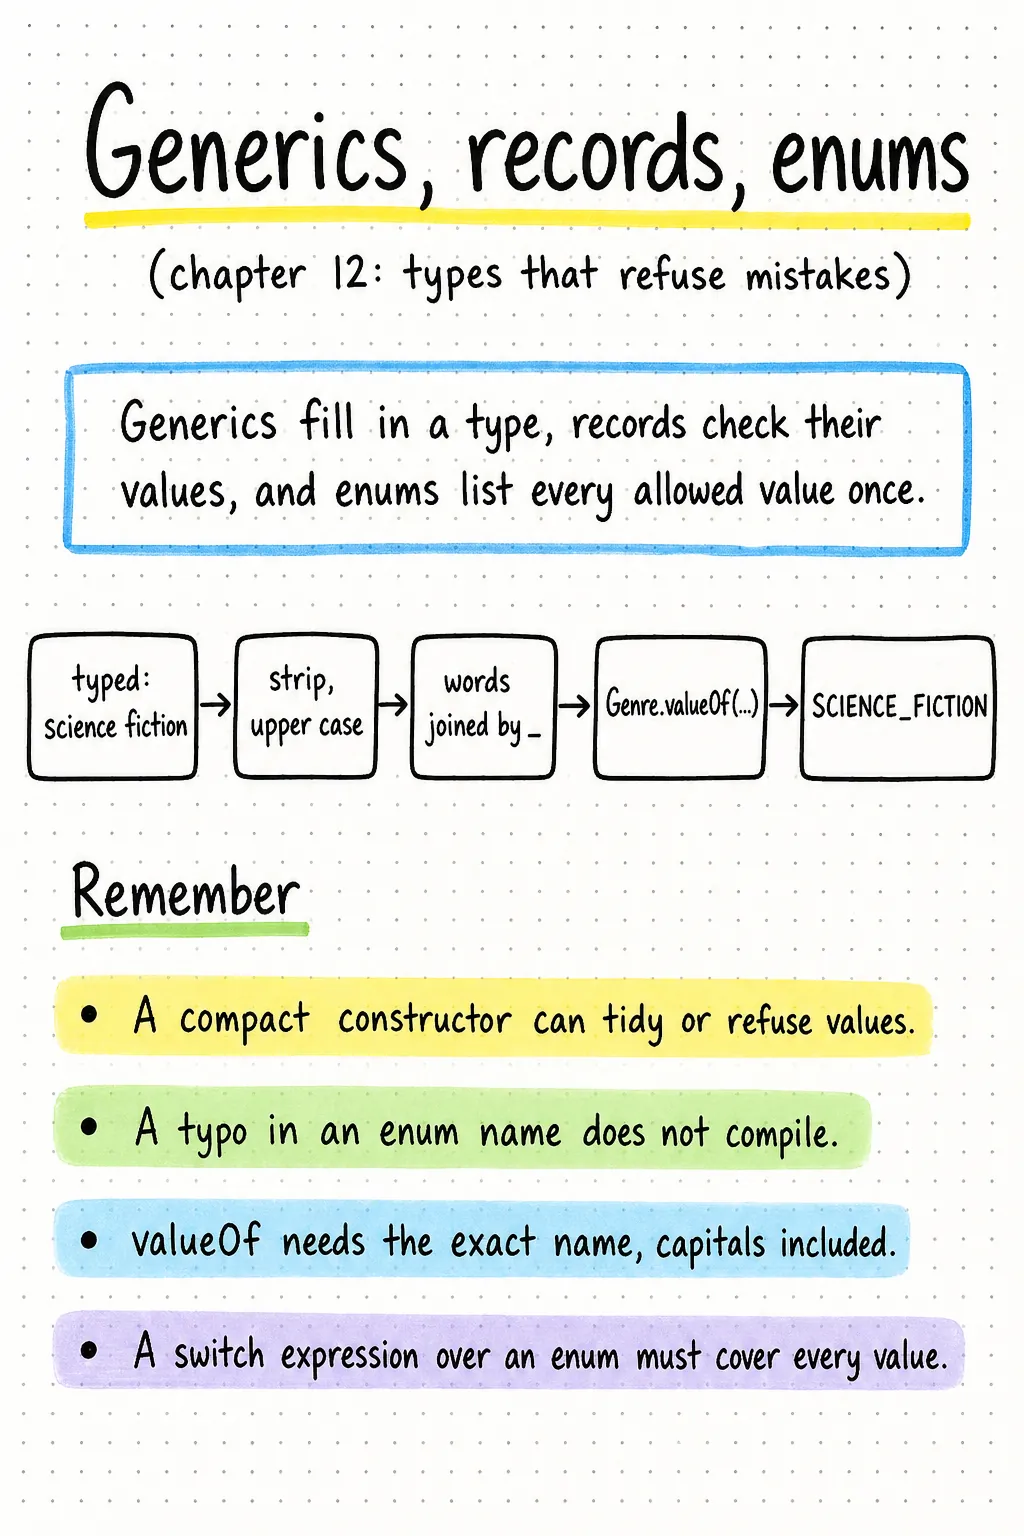 Generics, records, enums
(chapter 12: types that refuse mistakes)
Generics fill in a type, records check their
values, and enums list every allowed value once.
typed:
science fiction
strip,
upper case
words
joined by _
Genre.valueOf(...)
SCIENCE_FICTION
Remember
• A compact constructor can tidy or refuse values.
• A typo in an enum name does not compile.
• valueOf needs the exact name, capitals included.
• A switch expression over an enum must cover every value.